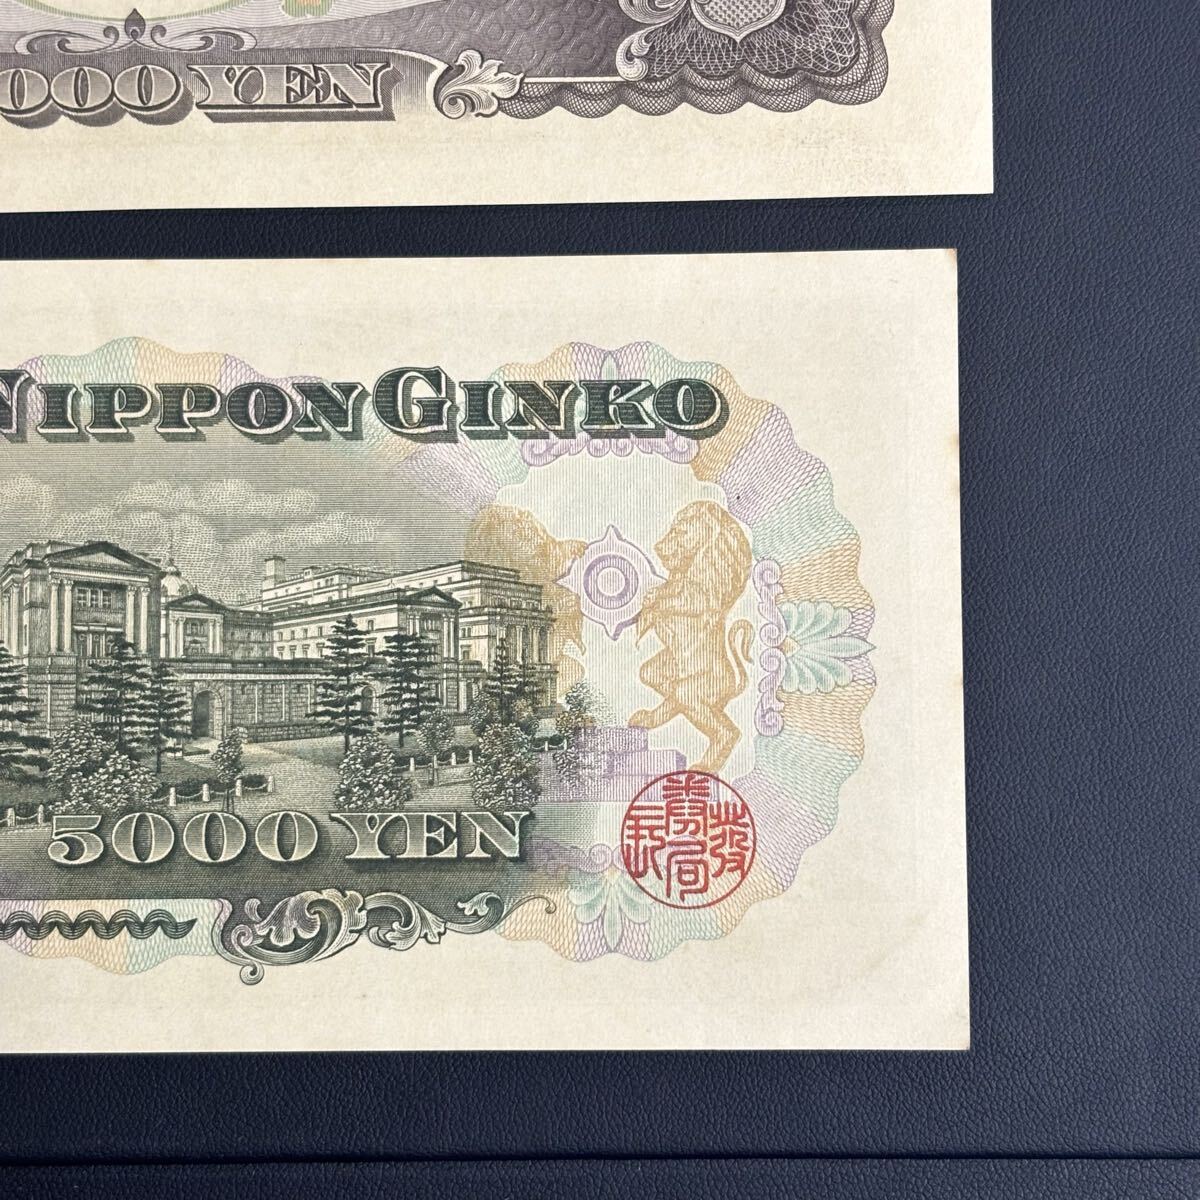 000 YEN
NIPPON GINKO
5000 YEN
発券局長